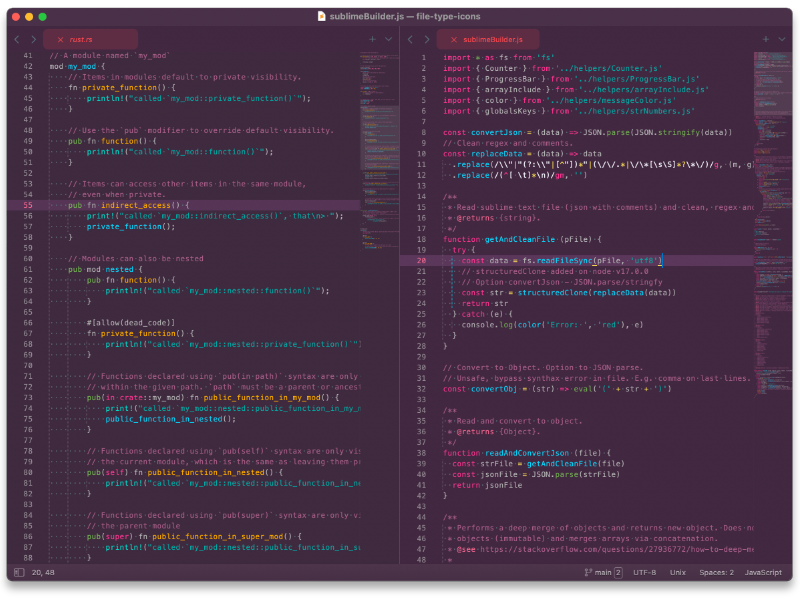 sublimeBuilder.js — file-type-icons
rust.rs
41 // A module named `my_mod`
42 mod my_mod {
43 // Items in modules default to private visibility.
44 fn private_function() {
45 println!("called `my_mod::private_function()`");
46 }
47
48 // Use the `pub` modifier to override default visibility.
49 pub fn function() {
50 println!("called `my_mod::function()`");
51 }
52
53 // Items can access other items in the same module,
54 // even when private.
55 pub fn indirect_access() {
56 print!("called `my_mod::indirect_access()`, that\n> ");
57 private_function();
58 }
59
60 // Modules can also be nested
61 pub mod nested {
62 pub fn function() {
63 println!("called `my_mod::nested::function()`");
64 }
65
66 #[allow(dead_code)]
67 fn private_function() {
68 println!("called `my_mod::nested::private_function()`")
69 }
70
71 // Functions declared using `pub(in path)` syntax are only
72 // within the given path. `path` must be a parent or ances
73 pub(in crate::my_mod) fn public_function_in_my_mod() {
74 print!("called `my_mod::nested::public_function_in_my_m
75 public_function_in_nested();
76 }
77
78 // Functions declared using `pub(self)` syntax are only vis
79 // the current module, which is the same as leaving them p
80 pub(self) fn public_function_in_nested() {
81 println!("called `my_mod::nested::public_function_in_ne
82 }
83
84 // Functions declared using `pub(super)` syntax are only vi
85 // the parent module
86 pub(super) fn public_function_in_super_mod() {
87 println!("called `my_mod::nested::public_function_in_su
88 }
sublimeBuilder.js
1 import * as fs from 'fs'
2 import { Counter } from '../helpers/Counter.js'
3 import { ProgressBar } from '../helpers/ProgressBar.js'
4 import { arrayInclude } from '../helpers/arrayInclude.js'
5 import { color } from '../helpers/messageColor.js'
6 import { globalsKeys } from '../helpers/strNumbers.js'
7
8 const convertJson = (data) => JSON.parse(JSON.stringify(data))
9 // Clean regex and comments.
10 const replaceData = (data) => data
11 .replace(/\\"|"(?:\\"|[^"])*"|(\/\/.*|\/\*[\s\S]*?\*\/)/g, (m, g)
12 .replace(/(^[ \t]*\n)/gm, '')
13
14 /**
15 * Read sublime text file (json with comments) and clean, regex an
16 * @returns {string}.
17 */
18 function getAndCleanFile (pFile) {
19 try {
20 const data = fs.readFileSync(pFile, 'utf8')
21 // structuredClone added on node v17.0.0
22 // Option convertJson - JSON.parse/stringfy
23 const str = structuredClone(replaceData(data))
24 return str
25 } catch (e) {
26 console.log(color('Error: ', 'red'), e)
27 }
28 }
29
30 // Convert to Object. Option to JSON.parse.
31 // Unsafe, bypass synthax error in file. E.g. comma on last lines.
32 const convertObj = (str) => eval('(' + str + ')')
33
34 /**
35 * Read and convert to object.
36 * @returns {Object}.
37 */
38 function readAndConvertJson (file) {
39 const strFile = getAndCleanFile(file)
40 const jsonFile = JSON.parse(strFile)
41 return jsonFile
42 }
43
44 /**
45 * Performs a deep merge of objects and returns new object. Does n
46 * objects (immutable) and merges arrays via concatenation.
47 * @see https://stackoverflow.com/questions/27936772/how-to-deep-m
48 *
20, 48
main 2 UTF-8 Unix Spaces: 2 JavaScript